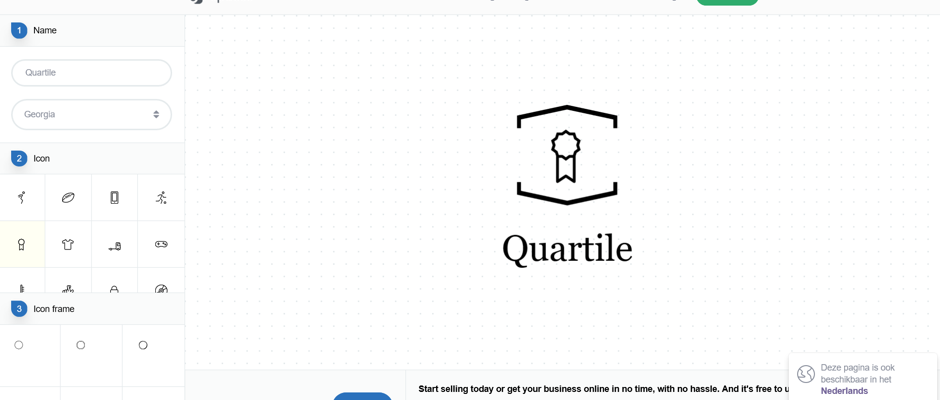 1 Name
Quartile
Georgia
2 Icon
3 Icon frame
Quartile
Start selling today or get your business online in no time, with no hassle. And it's free to u
Deze pagina is ook
beschikbaar in het
Nederlands